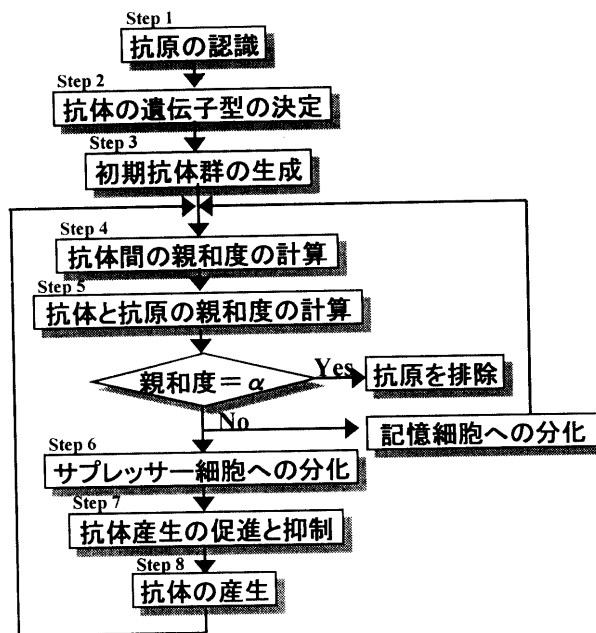 Step 1
抗原の認識
Step 2
抗体の遺伝子型の決定
Step 3
初期抗体群の生成
Step 4
抗体間の親和度の計算
Step 5
抗体と抗原の親和度の計算
親和度＝α
Yes
抗原を排除
No
記憶細胞への分化
Step 6
サプレッサー細胞への分化
Step 7
抗体産生の促進と抑制
Step 8
抗体の産生